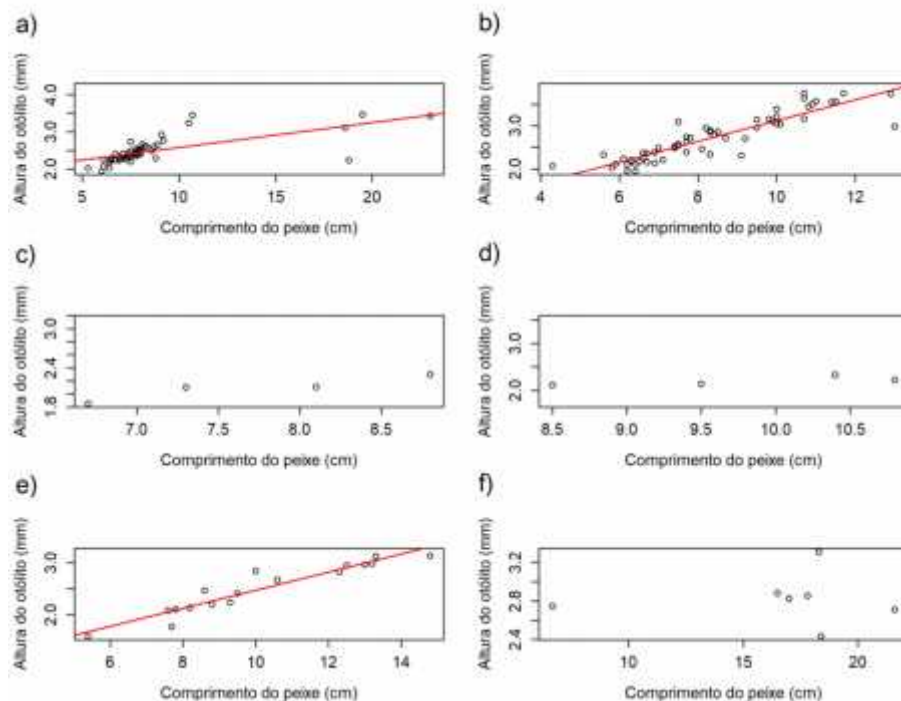 a)
Altura do otólito (mm)
2.0 3.0 4.0
5 10 15 20
Comprimento do peixe (cm)
b)
Altura do otólito (mm)
2.0 3.0
4 6 8 10 12
Comprimento do peixe (cm)
c)
Altura do otólito (mm)
1.8 2.4 3.0
7.0 7.5 8.0 8.5
Comprimento do peixe (cm)
d)
Altura do otólito (mm)
2.0 3.0
8.5 9.0 9.5 10.0 10.5
Comprimento do peixe (cm)
e)
Altura do otólito (mm)
2.0 3.0
6 8 10 12 14
Comprimento do peixe (cm)
f)
Altura do otólito (mm)
2.4 2.8 3.2
10 15 20
Comprimento do peixe (cm)